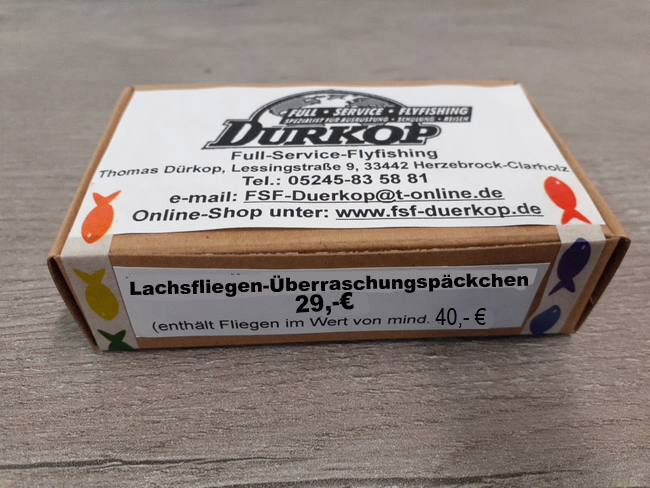 FULL · SERVICE · FLYFISHING
SPEZIALIST FÜR AUSRÜSTUNG · SCHULUNG · REISEN
DÜRKOP
Full-Service-Flyfishing
Thomas Dürkop, Lessingstraße 9, 33442 Herzebrock-Clarholz
Tel.: 05245-83 58 81
e-mail: FSF-Duerkop@t-online.de
Online-Shop unter: www.fsf-duerkop.de
Lachsfliegen-Überraschungspäckchen
29,-€
(enthält Fliegen im Wert von mind. 40,- €